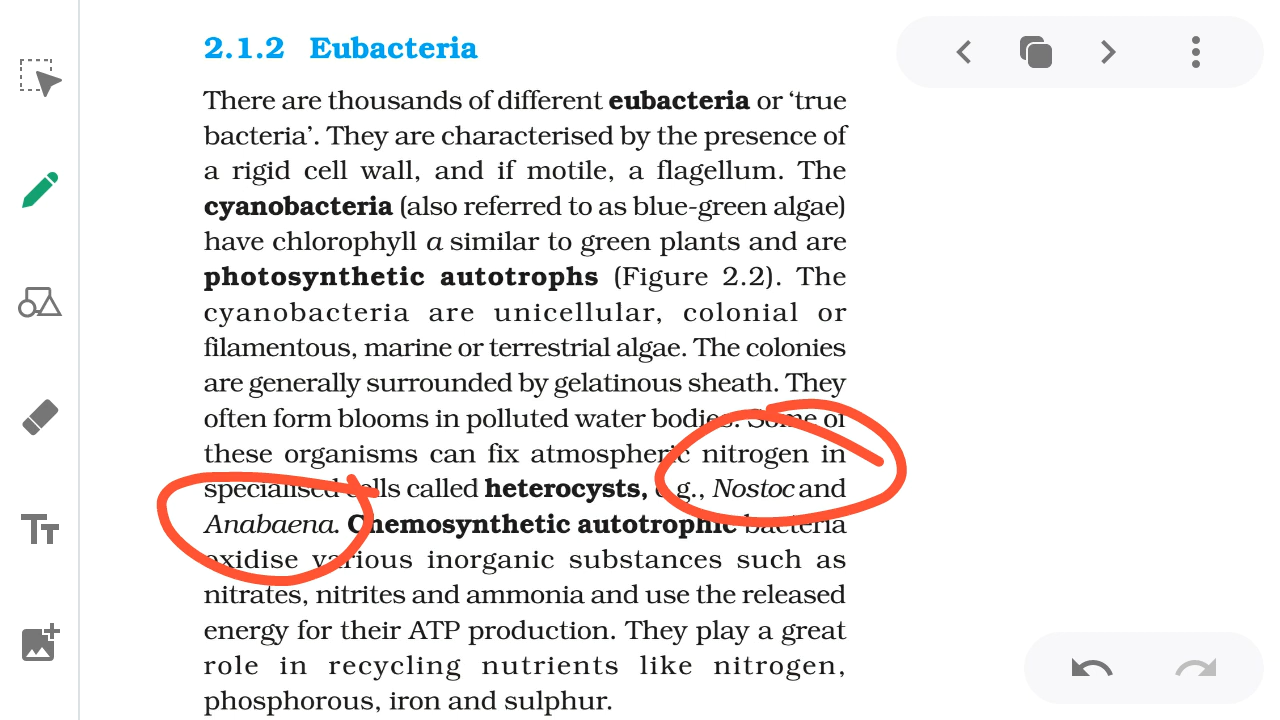 2.1.2 Eubacteria
There are thousands of different eubacteria or ‘true
bacteria’. They are characterised by the presence of
a rigid cell wall, and if motile, a flagellum. The
cyanobacteria (also referred to as blue-green algae)
have chlorophyll a similar to green plants and are
photosynthetic autotrophs (Figure 2.2). The
cyanobacteria are unicellular, colonial or
filamentous, marine or terrestrial algae. The colonies
are generally surrounded by gelatinous sheath. They
often form blooms in polluted water bodies. Some of
these organisms can fix atmospheric nitrogen in
specialised cells called heterocysts, e.g., Nostoc and
Anabaena. Chemosynthetic autotrophic bacteria
oxidise various inorganic substances such as
nitrates, nitrites and ammonia and use the released
energy for their ATP production. They play a great
role in recycling nutrients like nitrogen,
phosphorous, iron and sulphur.